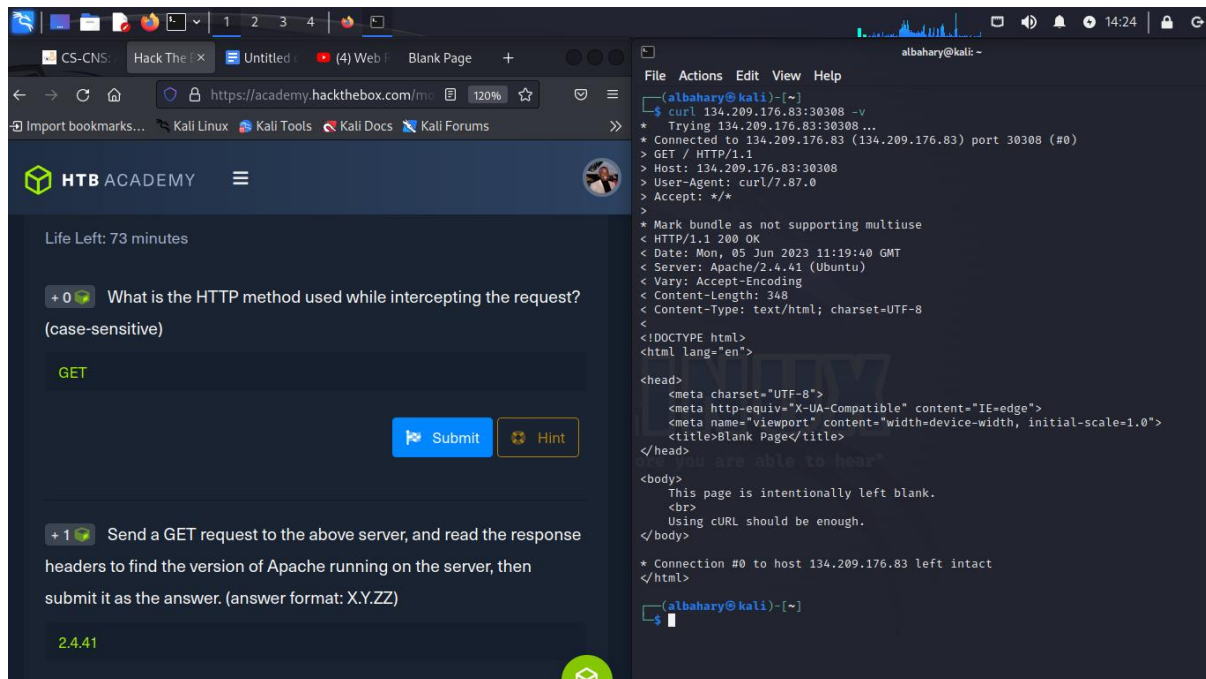 1 2 3 4
14:24
CS-CNS:
Hack The
Untitled
(4) Web
Blank Page
https://academy.hackthebox.com/mo
120%
Import bookmarks...
Kali Linux
Kali Tools
Kali Docs
Kali Forums
HTB ACADEMY
Life Left: 73 minutes
+ 0 What is the HTTP method used while intercepting the request?
(case-sensitive)
GET
Submit
Hint
+ 1 Send a GET request to the above server, and read the response
headers to find the version of Apache running on the server, then
submit it as the answer. (answer format: X.Y.ZZ)
2.4.41
albahary@kali: ~
File Actions Edit View Help
(albahary㉿kali)-[~]
$ curl 134.209.176.83:30308 -v
* Trying 134.209.176.83:30308 ...
* Connected to 134.209.176.83 (134.209.176.83) port 30308 (#0)
> GET / HTTP/1.1
> Host: 134.209.176.83:30308
> User-Agent: curl/7.87.0
> Accept: */*
>
* Mark bundle as not supporting multiuse
< HTTP/1.1 200 OK
< Date: Mon, 05 Jun 2023 11:19:40 GMT
< Server: Apache/2.4.41 (Ubuntu)
< Vary: Accept-Encoding
< Content-Length: 348
< Content-Type: text/html; charset=UTF-8
<
<!DOCTYPE html>
<html lang="en">
<head>
<meta charset="UTF-8">
<meta http-equiv="X-UA-Compatible" content="IE=edge">
<meta name="viewport" content="width=device-width, initial-scale=1.0">
<title>Blank Page</title>
</head>
<body>
This page is intentionally left blank.
<br>
Using cURL should be enough.
</body>
* Connection #0 to host 134.209.176.83 left intact
</html>
(albahary㉿kali)-[~]
$